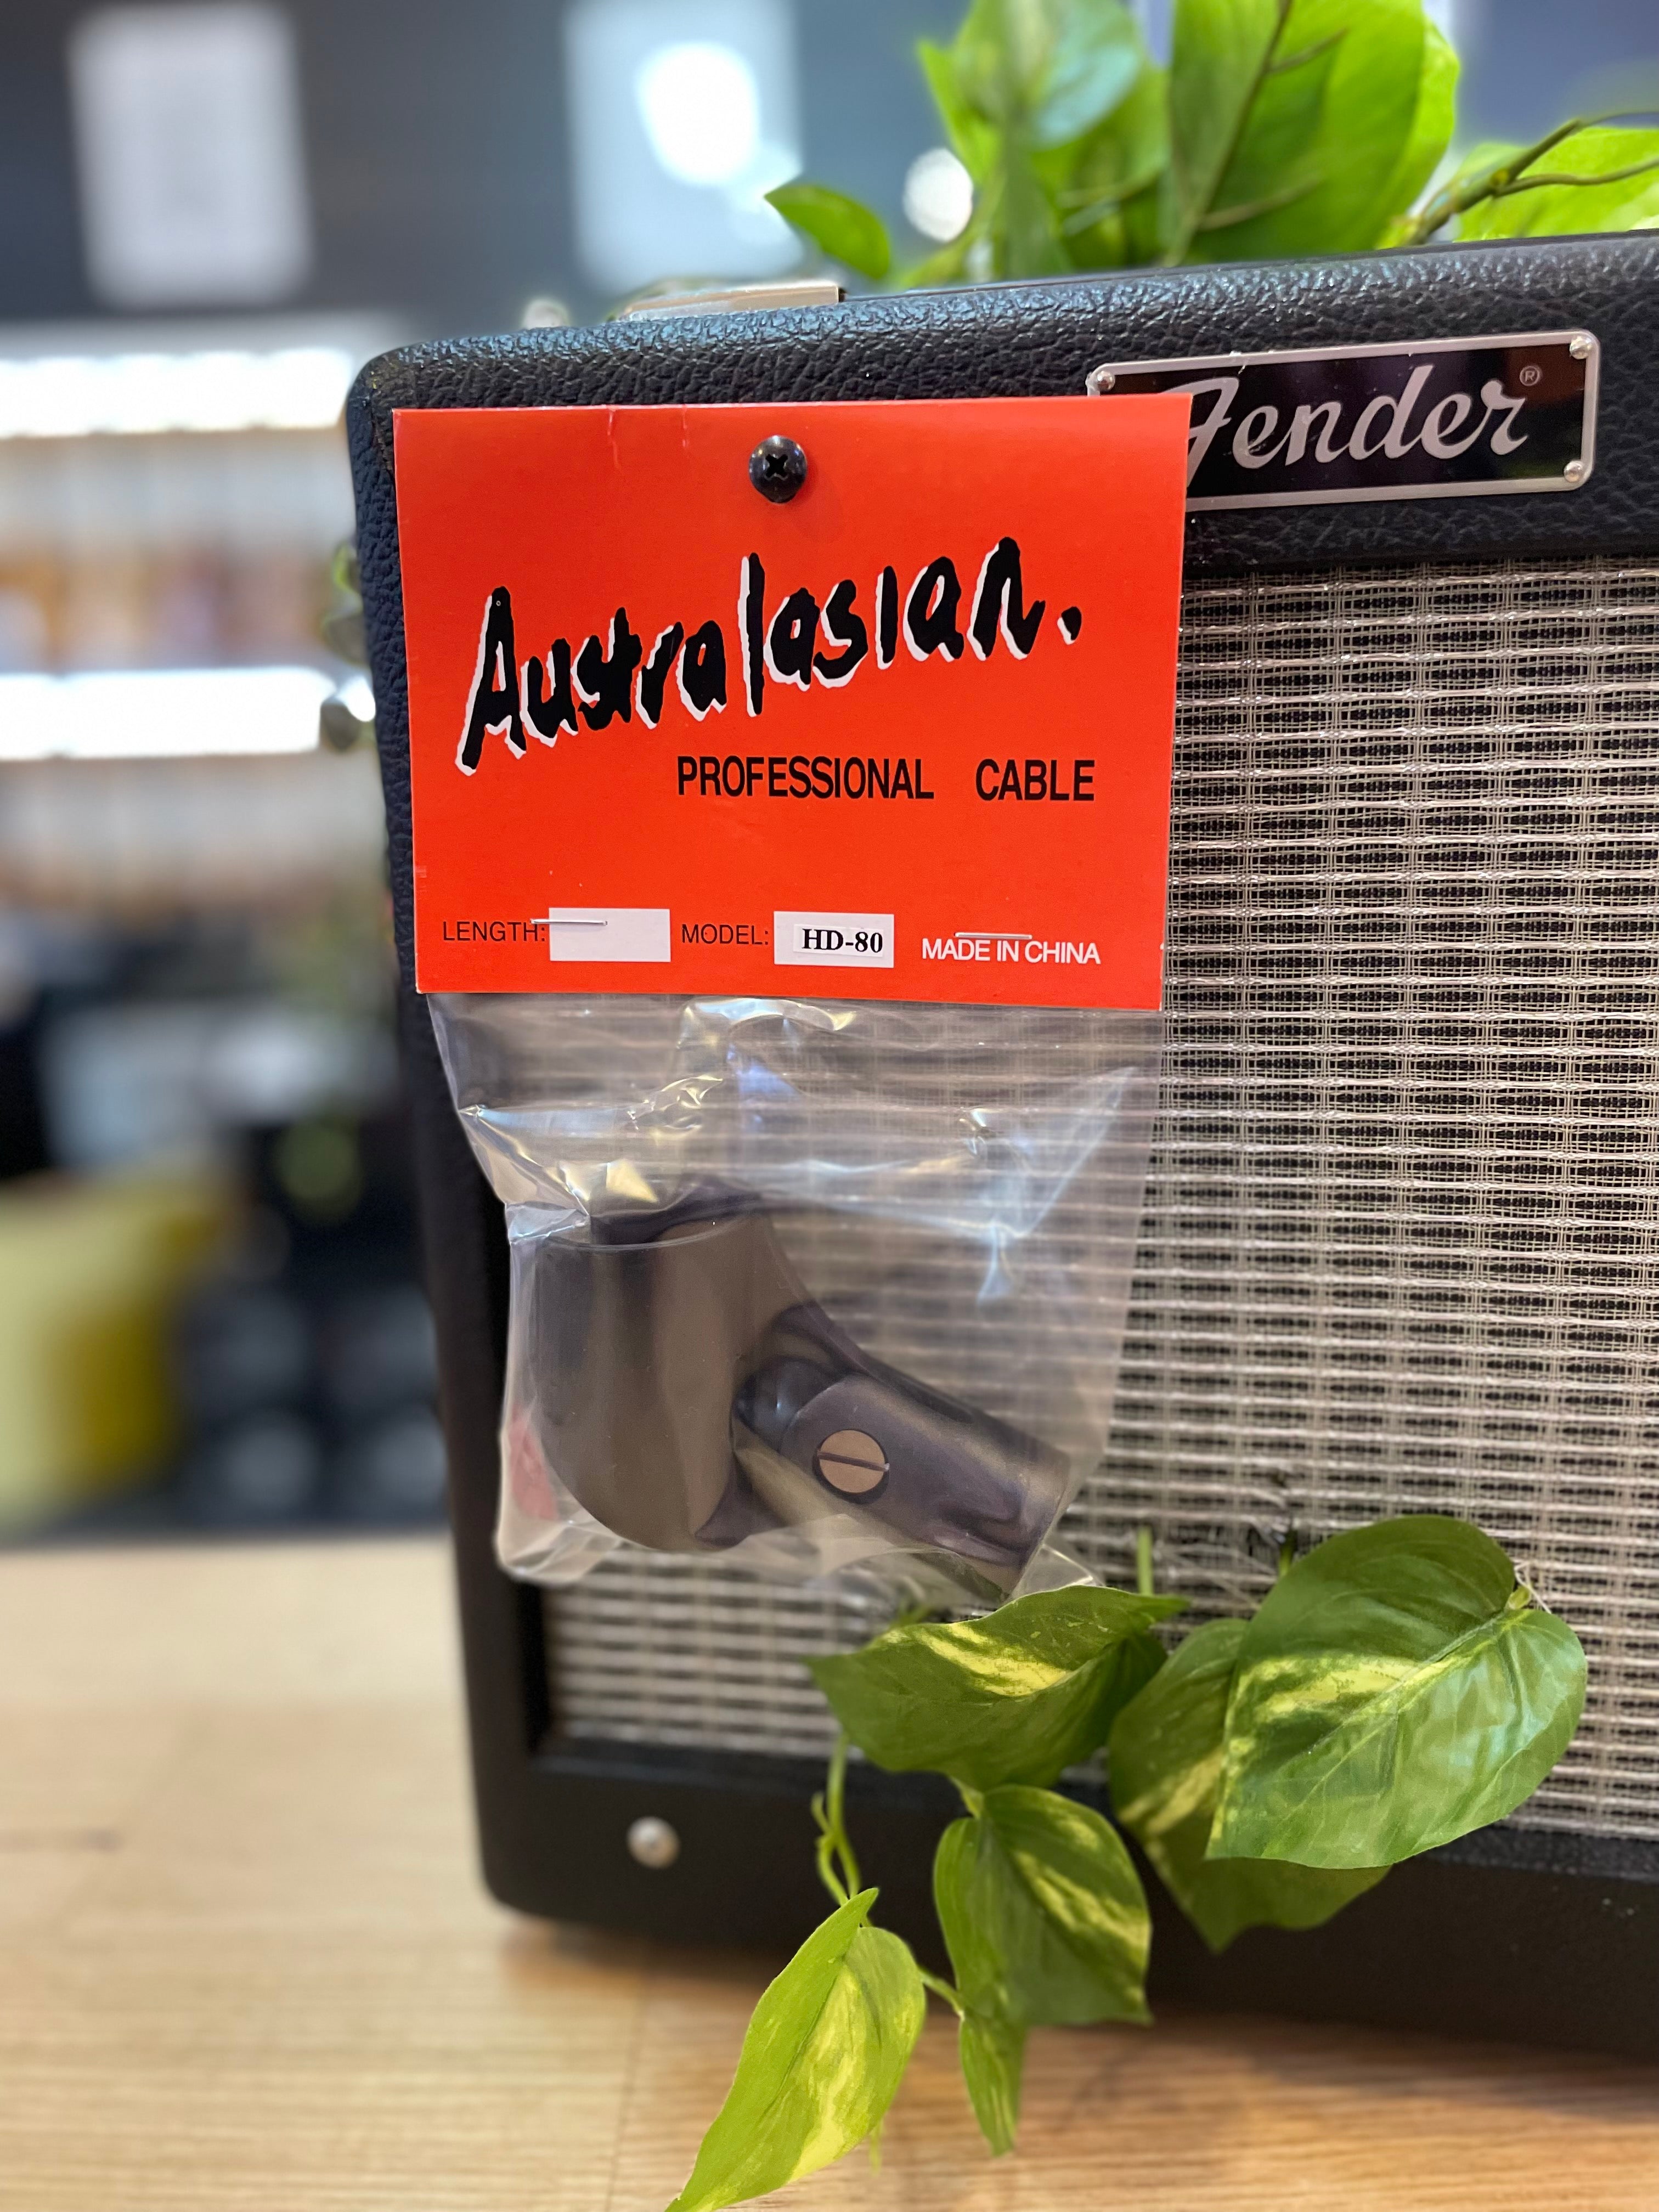 Fender®
Australasian.
PROFESSIONAL CABLE
LENGTH: MODEL: HD-80 MADE IN CHINA